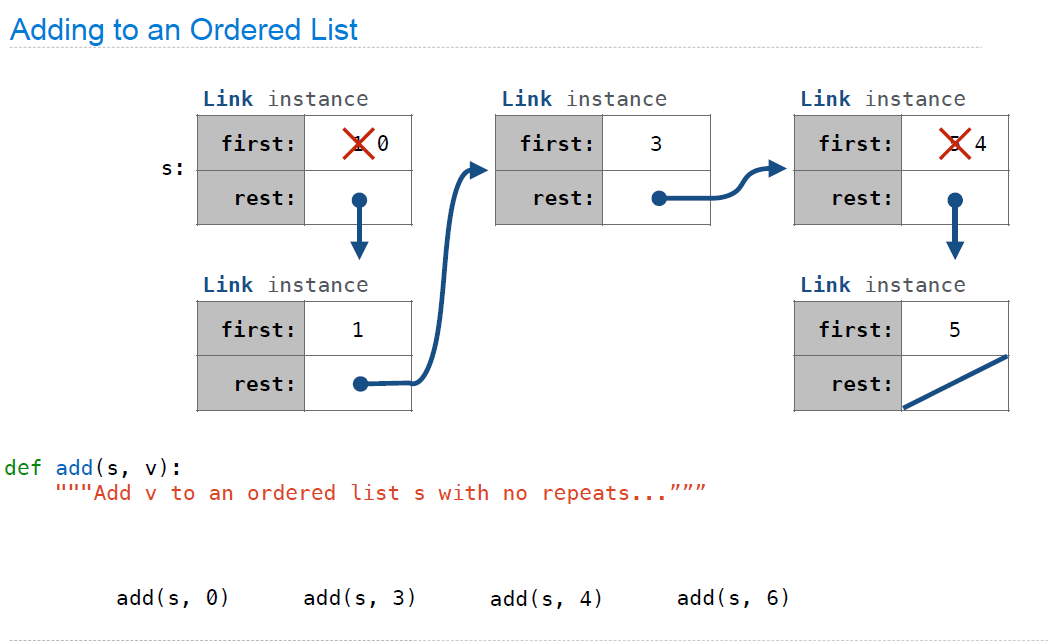 Adding to an Ordered List
Link instance
first: 1 0
s:
rest:
Link instance
first: 3
rest:
Link instance
first: 5 4
rest:
Link instance
first: 1
rest:
Link instance
first: 5
rest:
def add(s, v):
"""Add v to an ordered list s with no repeats...”””
add(s, 0) add(s, 3) add(s, 4) add(s, 6)